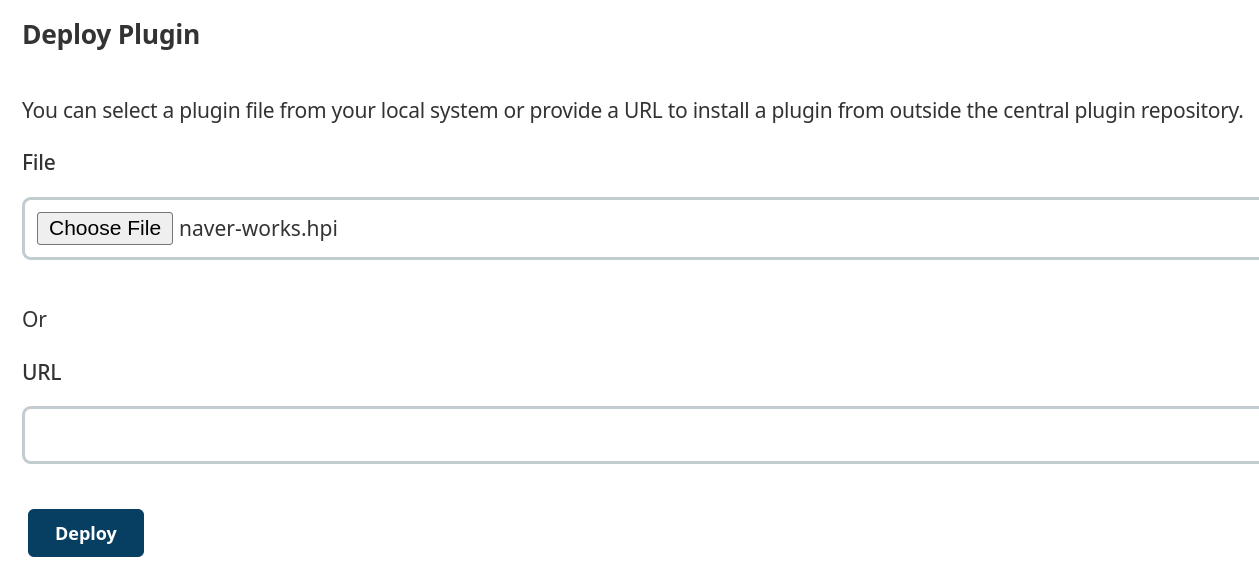 Deploy Plugin
You can select a plugin file from your local system or provide a URL to install a plugin from outside the central plugin repository.
File
Choose File naver-works.hpi
Or
URL
Deploy